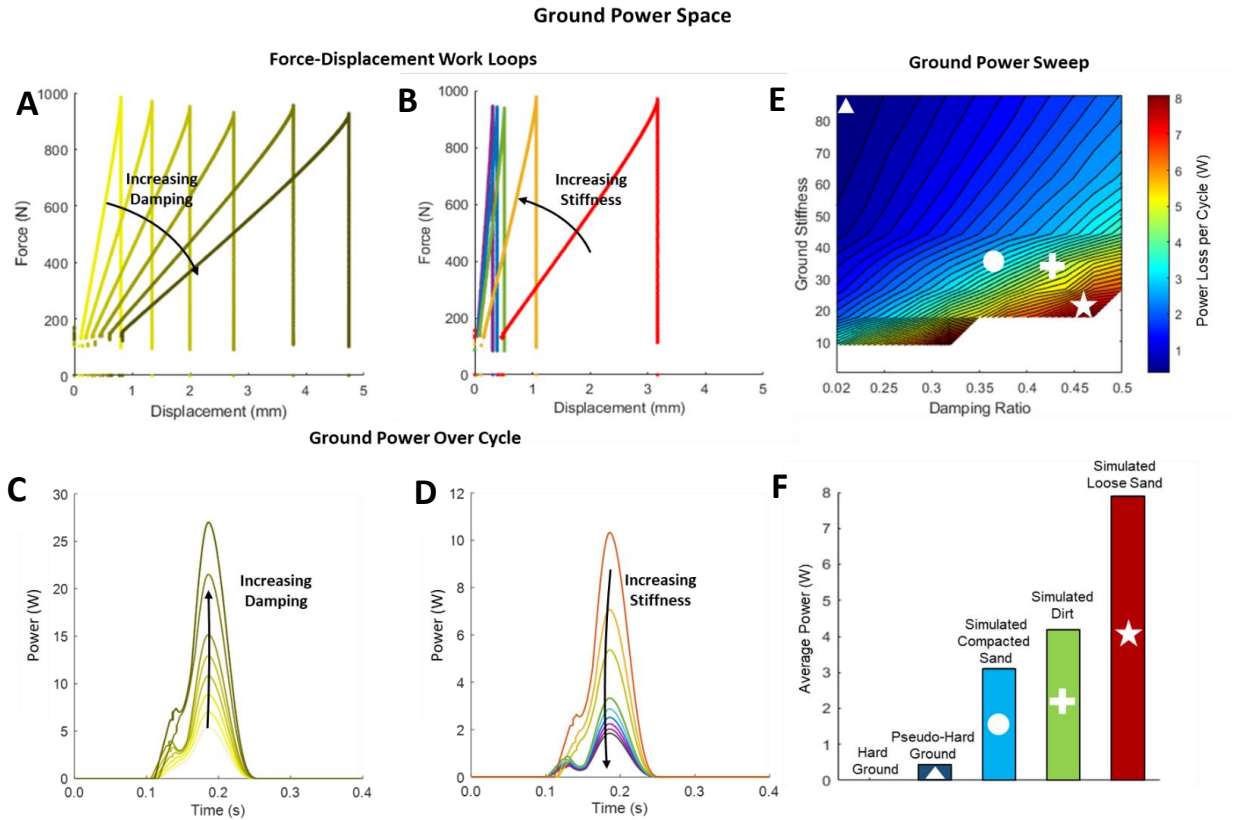 Ground Power Space
Force-Displacement Work Loops
Ground Power Sweep
A
1000
800
600
400
200
0
Force (N)
Increasing
Damping
0
1
2
3
4
5
Displacement (mm)
B
1000
800
600
400
200
0
Force (N)
Increasing
Stiffness
0
1
2
3
4
5
Displacement (mm)
E
80
70
60
50
40
30
20
10
0
Ground Stiffness
0.02
0.25
0.3
0.35
0.4
0.45
0.5
Damping Ratio
8
7
6
5
4
3
2
1
Power Loss per Cycle (W)
Ground Power Over Cycle
C
30
25
20
15
10
5
0
Power (W)
Increasing
Damping
0.0
0.1
0.2
0.3
0.4
Time (s)
D
12
10
8
6
4
2
0
Power (W)
Increasing
Stiffness
0.0
0.1
0.2
0.3
0.4
Time (s)
F
8
7
6
5
4
3
2
1
0
Average Power (W)
Hard
Ground
Pseudo-Hard
Ground
Simulated
Compacted
Sand
Simulated
Dirt
Simulated
Loose Sand